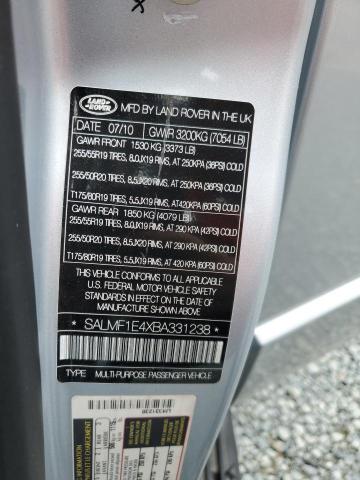 LAND-
ROVER
MFD BY LAND ROVER IN THE UK
DATE 07/10 GVWR 3200KG (7054 LB)
GAWR FRONT 1530 KG (3373 LB)
255/55R19 TIRES, 8.0JX19 RIMS, AT 250KPA (36PSI) COLD
255/50R20 TIRES, 8.5JX20 RIMS, AT 250KPA (36PSI) COLD
T175/80R19 TIRES, 5.5JX19 RIMS, AT 420KPA (60PSI) COLD
GAWR REAR 1850 KG (4079 LB)
255/55R19 TIRES, 8.0JX19 RIMS, AT 290 KPA (42PSI) COLD
255/50R20 TIRES, 8.5JX20 RIMS, AT 290 KPA (42PSI) COLD
T175/80R19 TIRES, 5.5JX19 RIMS, AT 420 KPA (60 PSI) COLD
THIS VEHICLE CONFORMS TO ALL APPLICABLE
U.S. FEDERAL MOTOR VEHICLE SAFETY
STANDARDS IN EFFECT ON THE DATE OF
MANUFACTURE SHOWN ABOVE.
* SALMF1E4XBA331238 *
TYPE MULTI-PURPOSE PASSENGER VEHICLE